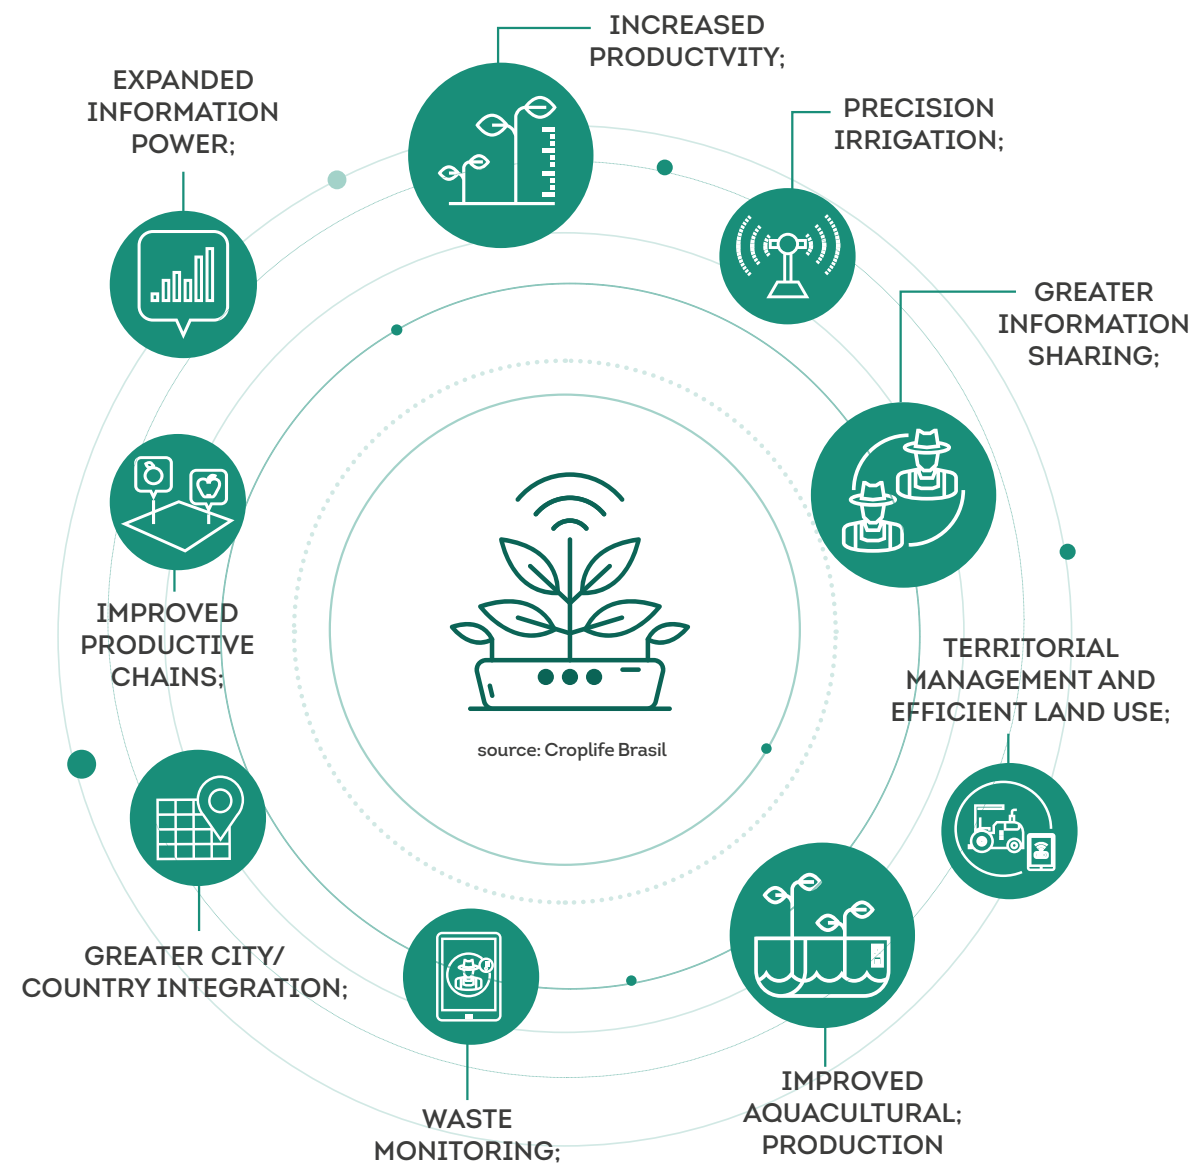 INCREASED
PRODUCTVITY;
EXPANDED
INFORMATION
POWER;
PRECISION
IRRIGATION;
GREATER
INFORMATION
SHARING;
IMPROVED
PRODUCTIVE
CHAINS;
TERRITORIAL
MANAGEMENT AND
EFFICIENT LAND USE;
source: Croplife Brasil
GREATER CITY/
COUNTRY INTEGRATION;
WASTE
MONITORING;
IMPROVED
AQUACULTURAL;
PRODUCTION